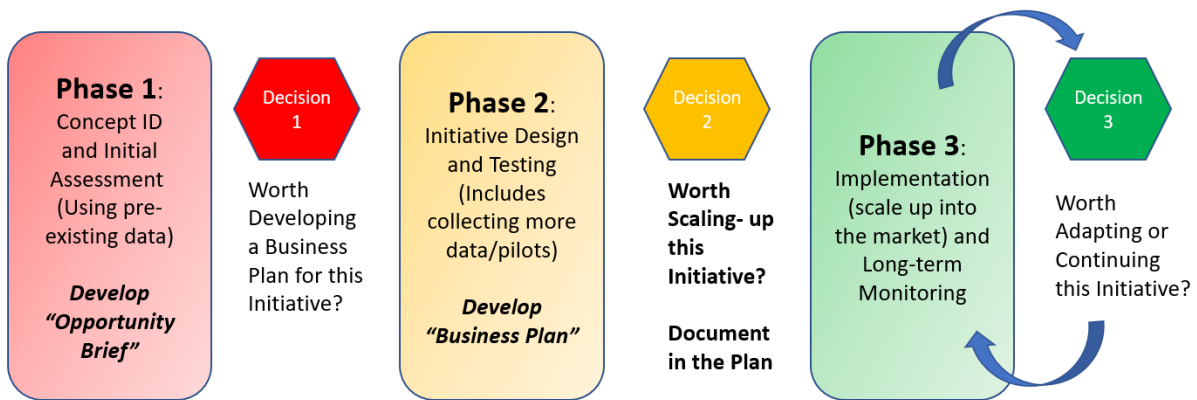 Phase 1:
Concept ID
and Initial
Assessment
(Using pre-
existing data)
Develop
“Opportunity
Brief”
Decision
1
Worth
Developing
a Business
Plan for this
Initiative?
Phase 2:
Initiative Design
and Testing
(Includes
collecting more
data/pilots)
Develop
“Business Plan”
Decision
2
Worth
Scaling- up
this
Initiative?
Document
in the Plan
Phase 3:
Implementation
(scale up into
the market) and
Long-term
Monitoring
Decision
3
Worth
Adapting or
Continuing
this Initiative?